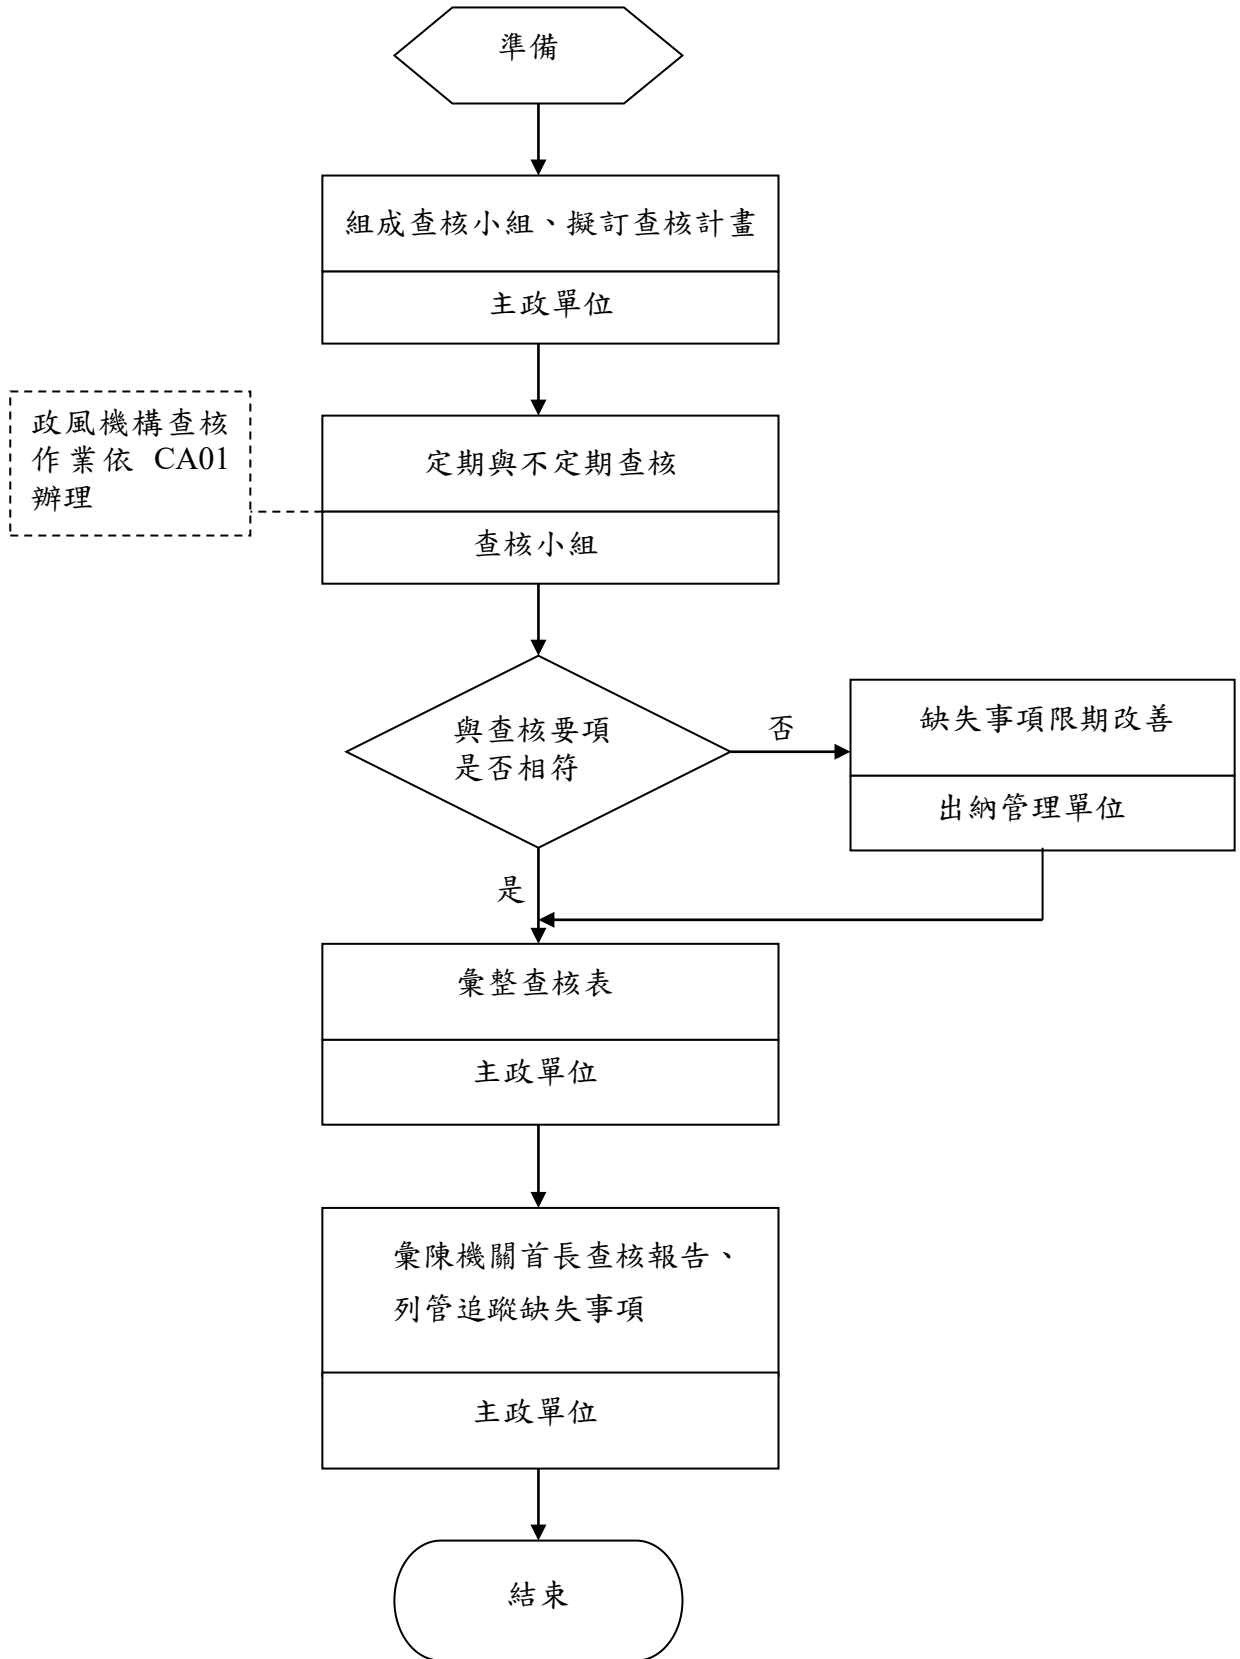 準備
組成查核小組、擬訂查核計畫
主政單位
政風機構查核
作業依 CA01
辦理
定期與不定期查核
查核小組
與查核要項
是否相符
否
缺失事項限期改善
出納管理單位
是
彙整查核表
主政單位
彙陳機關首長查核報告、
列管追蹤缺失事項
主政單位
結束